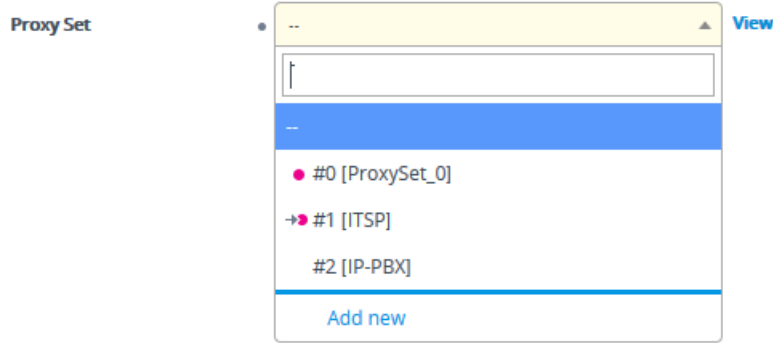 Proxy Set
--
View
--
#0 [ProxySet_0]
#1 [ITSP]
#2 [IP-PBX]
Add new